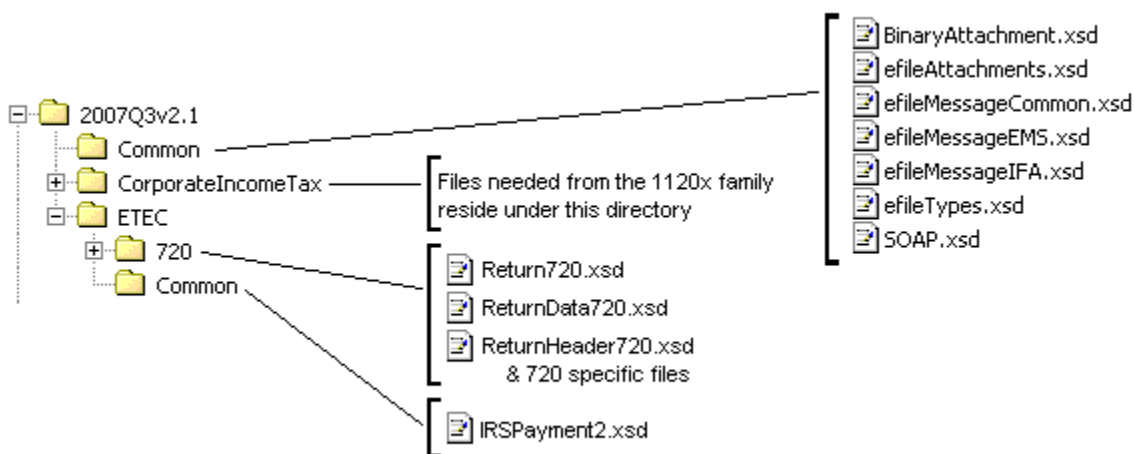 2007Q3v2.1
Common
CorporateIncomeTax
ETEC
720
Common
BinaryAttachment.xsd
efileAttachments.xsd
efileMessageCommon.xsd
efileMessageEMS.xsd
efileMessageIFA.xsd
efileTypes.xsd
SOAP.xsd
Files needed from the 1120x family
reside under this directory
Return720.xsd
ReturnData720.xsd
ReturnHeader720.xsd
& 720 specific files
IRSPayment2.xsd